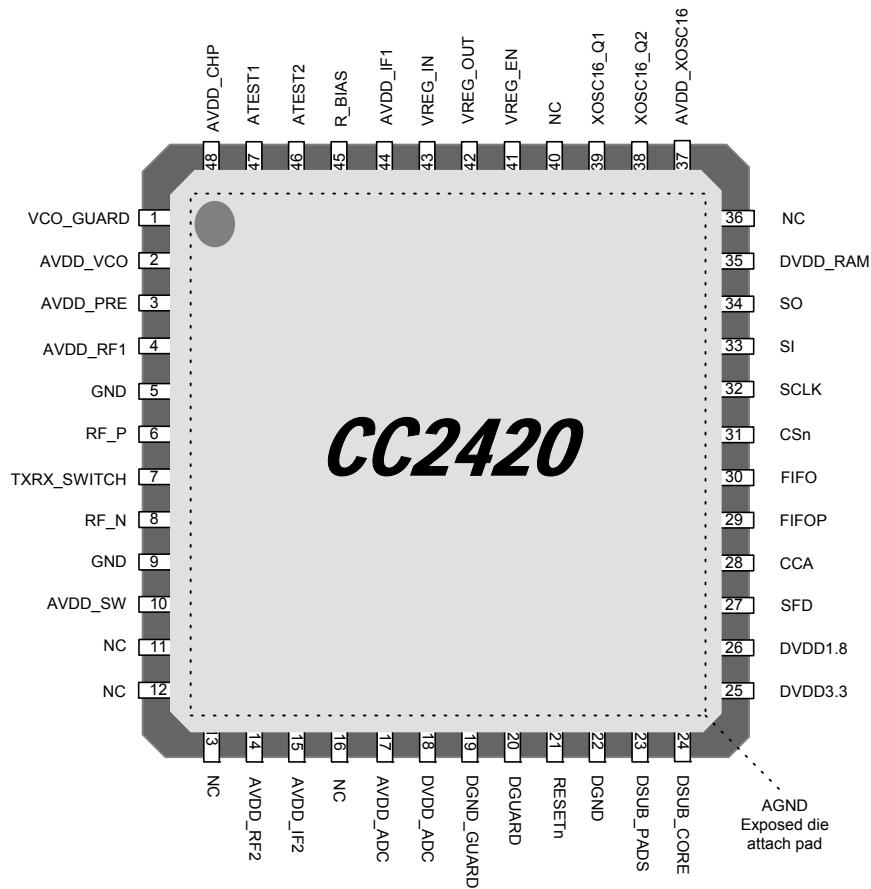 AVDD_CHP
ATEST1
ATEST2
R_BIAS
AVDD_IF1
VREG_IN
VREG_OUT
VREG_EN
NC
XOSC16_Q1
XOSC16_Q2
AVDD_XOSC16
48
47
46
45
44
43
42
41
40
39
38
37
VCO_GUARD 1
AVDD_VCO 2
AVDD_PRE 3
AVDD_RF1 4
GND 5
RF_P 6
TXRX_SWITCH 7
RF_N 8
GND 9
AVDD_SW 10
NC 11
NC 12
CC2420
36 NC
35 DVDD_RAM
34 SO
33 SI
32 SCLK
31 CSn
30 FIFO
29 FIFOP
28 CCA
27 SFD
26 DVDD1.8
25 DVDD3.3
13
14
15
16
17
18
19
20
21
22
23
24
NC
AVDD_RF2
AVDD_IF2
NC
AVDD_ADC
DVDD_ADC
DGND_GUARD
DGUARD
RESETn
DGND
DSUB_PADS
DSUB_CORE
AGND
Exposed die
attach pad